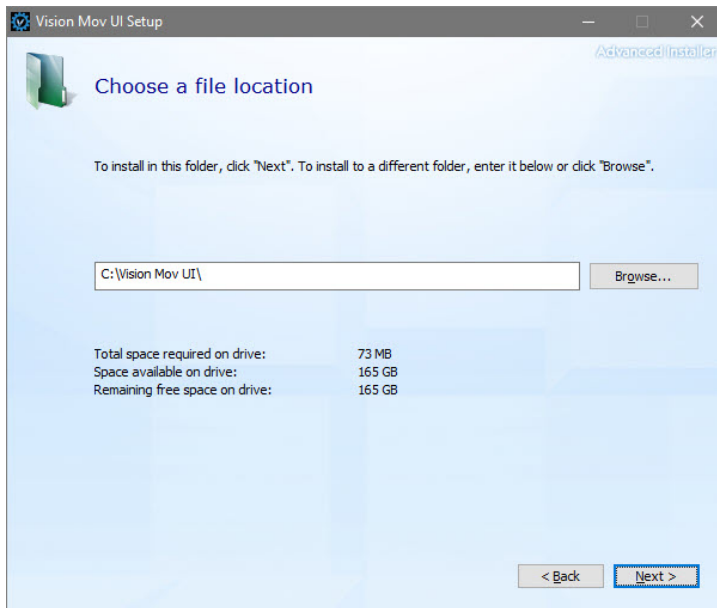 Vision Mov UI Setup
Advanced Installer
Choose a file location
To install in this folder, click "Next". To install to a different folder, enter it below or click "Browse".
C:\Vision Mov UI\
Browse...
Total space required on drive: 73 MB
Space available on drive: 165 GB
Remaining free space on drive: 165 GB
< Back
Next >